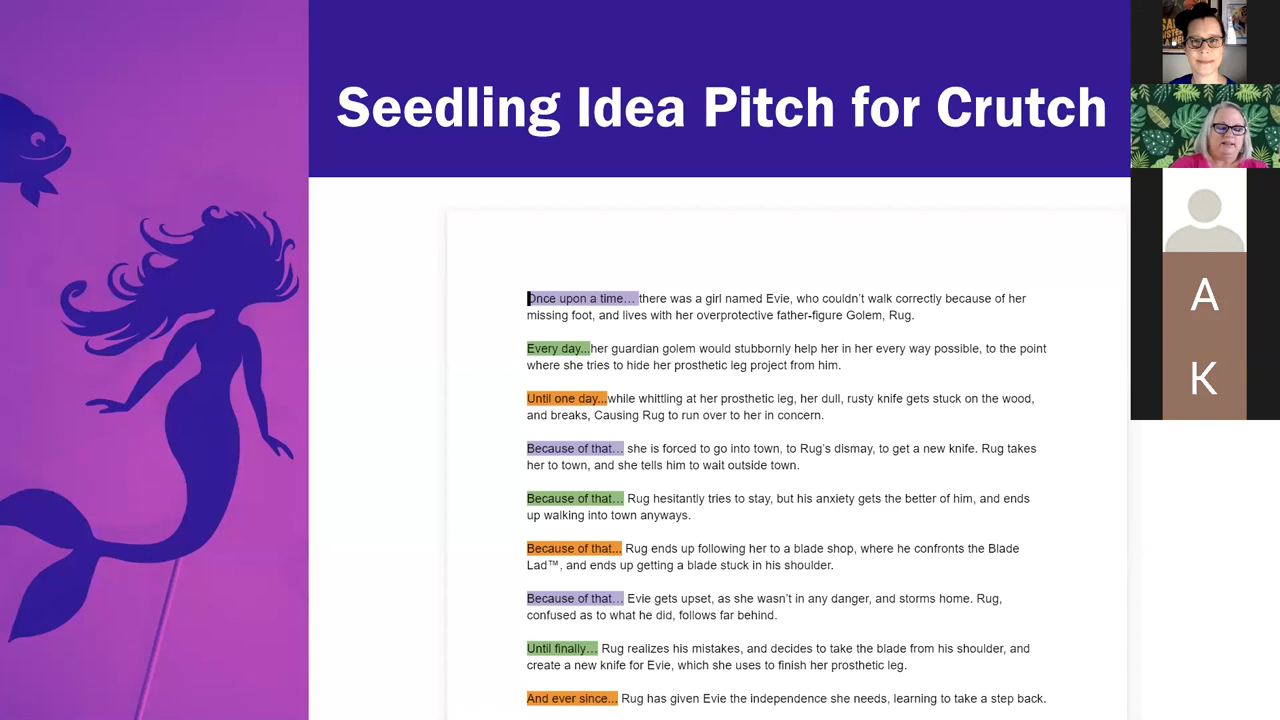 Seedling Idea Pitch for Crutch
Once upon a time... there was a girl named Evie, who couldn't walk correctly because of her
missing foot, and lives with her overprotective father-figure Golem, Rug.
Every day...her guardian golem would stubbornly help her in her every way possible, to the point
where she tries to hide her prosthetic leg project from him.
Until one day...while whittling at her prosthetic leg, her dull, rusty knife gets stuck on the wood,
and breaks, Causing Rug to run over to her in concern.
Because of that... she is forced to go into town, to Rug's dismay, to get a new knife. Rug takes
her to town, and she tells him to wait outside town.
Because of that... Rug hesitantly tries to stay, but his anxiety gets the better of him, and ends
up walking into town anyways.
Because of that... Rug ends up following her to a blade shop, where he confronts the Blade
Lad™, and ends up getting a blade stuck in his shoulder.
Because of that... Evie gets upset, as she wasn't in any danger, and storms home. Rug,
confused as to what he did, follows far behind.
Until finally... Rug realizes his mistakes, and decides to take the blade from his shoulder, and
create a new knife for Evie, which she uses to finish her prosthetic leg.
And ever since... Rug has given Evie the independence she needs, learning to take a step back.
A
K